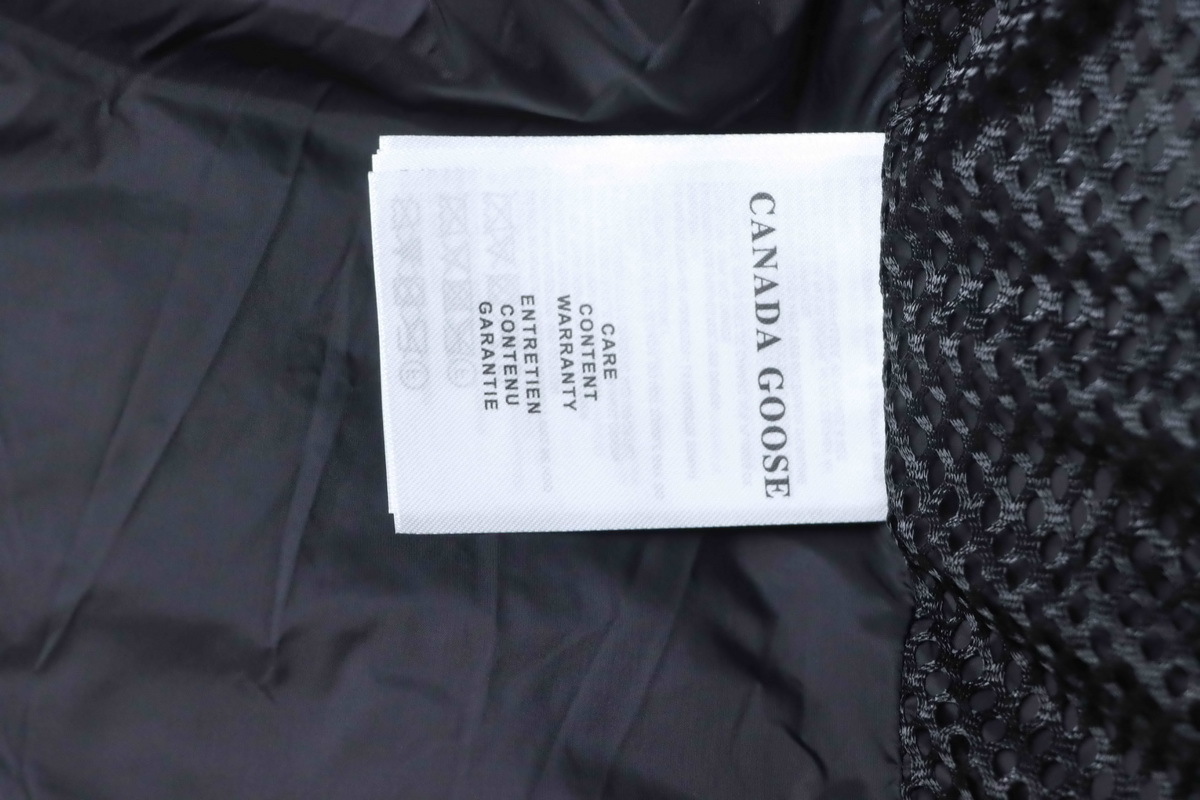 CANADA GOOSE
CARE
CONTENT
WARRANTY
ENTRETIEN
CONTENU
GARANTIE